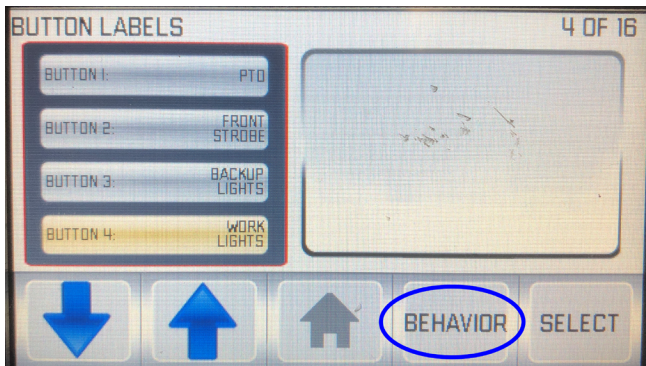 BUTTON LABELS 4 OF 16
BUTTON 1: PTO
BUTTON 2: FRONT
STROBE
BUTTON 3: BACKUP
LIGHTS
BUTTON 4: WORK
LIGHTS
BEHAVIOR SELECT